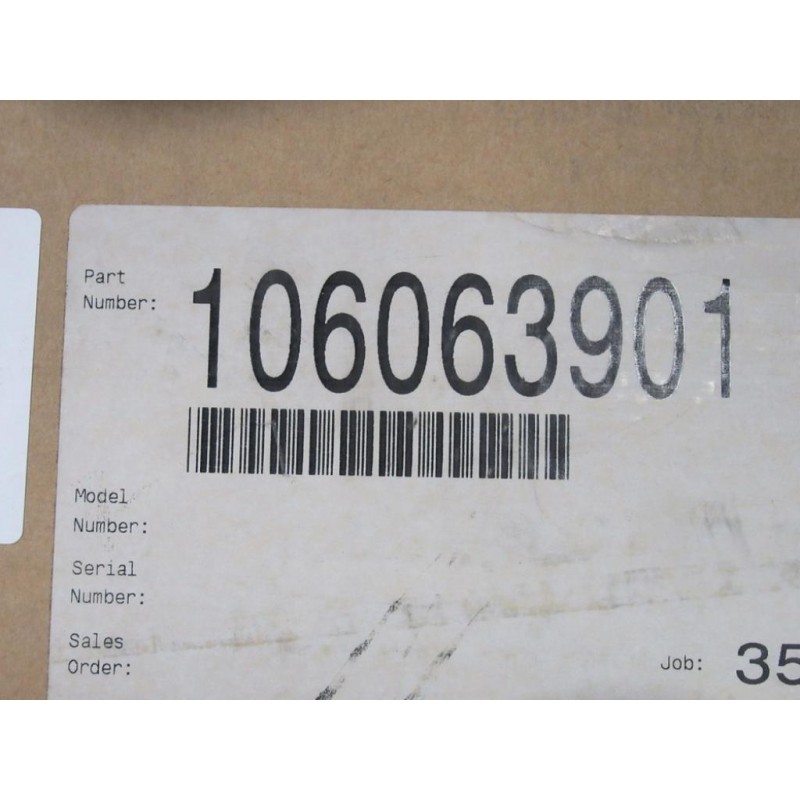 Part
Number: 106063901
Model
Number:
Serial
Number:
Sales
Order:
Job: 35